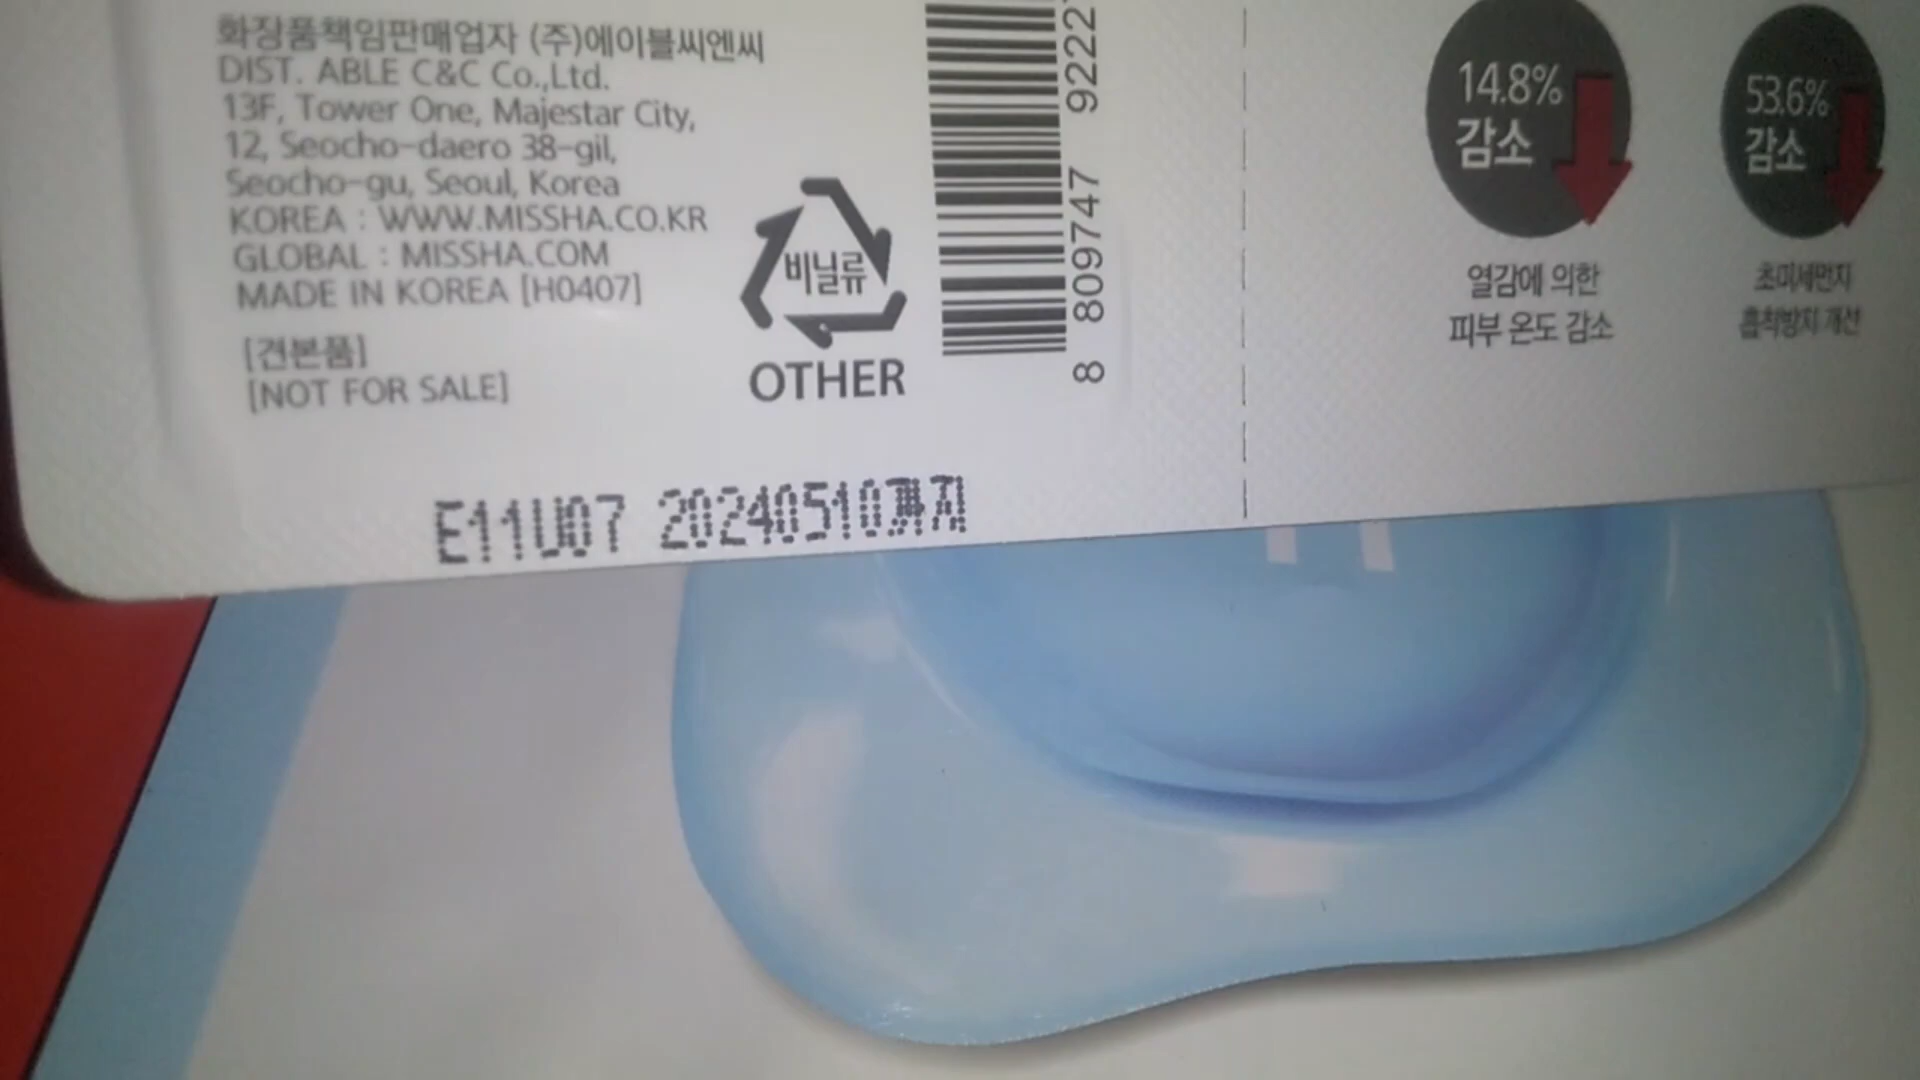 화장품책임판매업자 (주)에이블씨엔씨
DIST. ABLE C&C Co.,Ltd.
13F, Tower One, Majestar City,
12, Seocho-daero 38-gil,
Seocho-gu, Seoul, Korea
KOREA : WWW.MISSHA.CO.KR
GLOBAL : MISSHA.COM
MADE IN KOREA [H0407]
[견본품]
[NOT FOR SALE]
비닐류
OTHER
8 809747 9222
E11U07 20240510까지
14.8%
감소
열감에 의한
피부 온도 감소
53.6%
감소
초미세먼지
흡착방지 개선